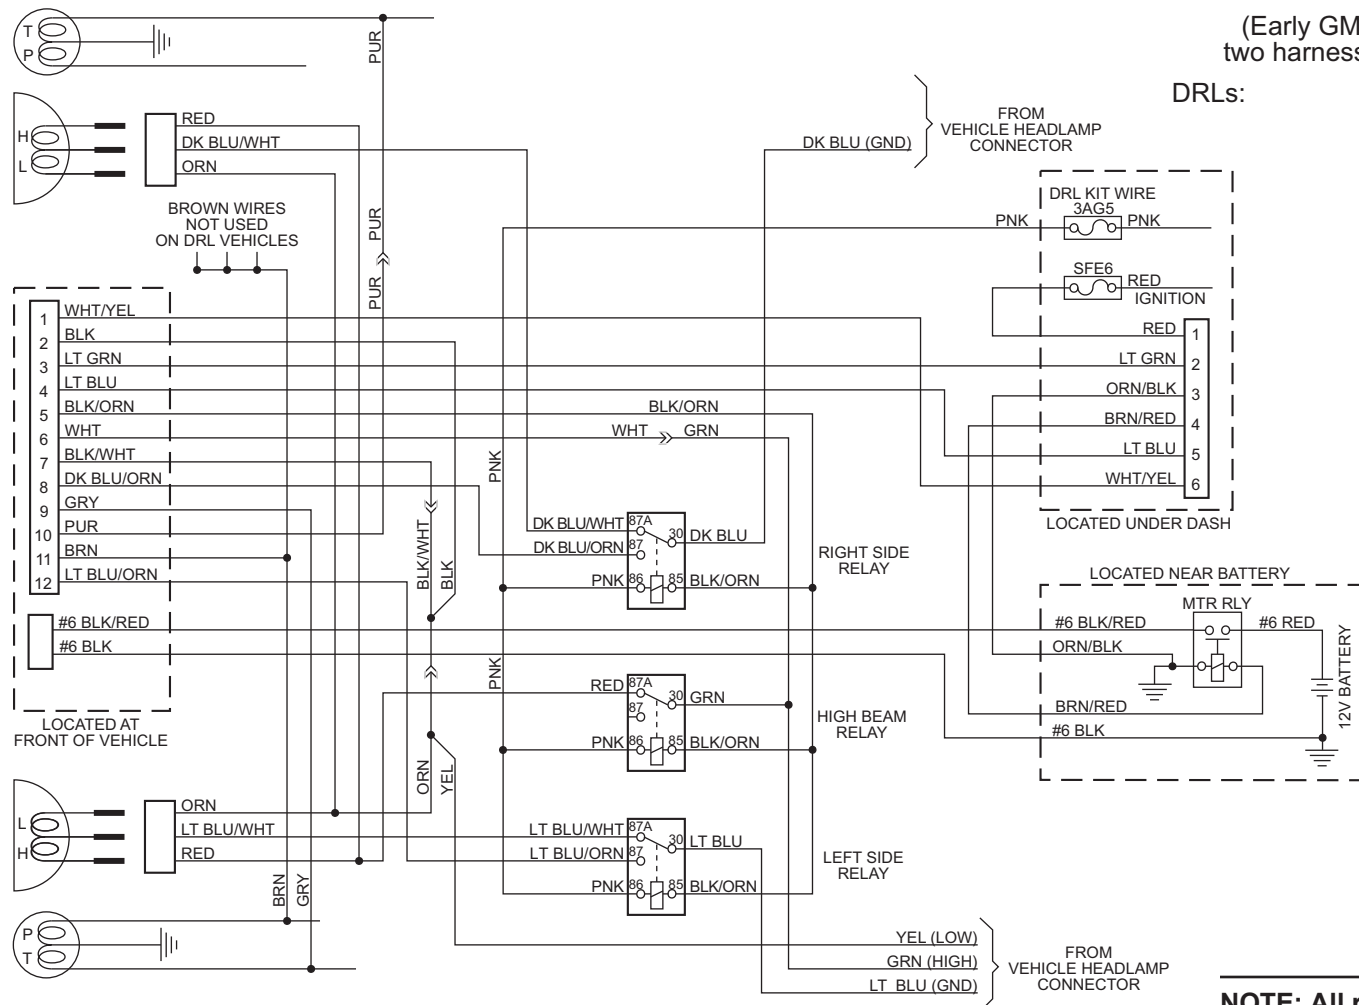 (Early GM
two harness
DRLs:
T
P
PUR
H
L
RED
DK BLU/WHT
ORN
BROWN WIRES
NOT USED
ON DRL VEHICLES
PUR
PUR
DK BLU (GND)
FROM
VEHICLE HEADLAMP
CONNECTOR
DRL KIT WIRE
3AG5
PNK
PNK
SFE6
RED
IGNITION
RED 1
LT GRN 2
ORN/BLK 3
BRN/RED 4
LT BLU 5
WHT/YEL 6
LOCATED UNDER DASH
1 WHT/YEL
2 BLK
3 LT GRN
4 LT BLU
5 BLK/ORN
6 WHT
7 BLK/WHT
8 DK BLU/ORN
9 GRY
10 PUR
11 BRN
12 LT BLU/ORN
#6 BLK/RED
#6 BLK
LOCATED AT
FRONT OF VEHICLE
BLK/ORN
WHT GRN
PNK
BLK/WHT
BLK
DK BLU/WHT 87A
30 DK BLU
DK BLU/ORN 87
PNK 86 85 BLK/ORN
RIGHT SIDE
RELAY
PNK
RED 87A
30 GRN
87
PNK 86 85 BLK/ORN
HIGH BEAM
RELAY
ORN
YEL
LT BLU/WHT 87A
30 LT BLU
LT BLU/ORN 87
PNK 86 85 BLK/ORN
LEFT SIDE
RELAY
LOCATED NEAR BATTERY
MTR RLY
#6 BLK/RED
#6 RED
ORN/BLK
BRN/RED
#6 BLK
12V BATTERY
L
H
ORN
LT BLU/WHT
RED
BRN
GRY
P
T
YEL (LOW)
GRN (HIGH)
LT BLU (GND)
FROM
VEHICLE HEADLAMP
CONNECTOR